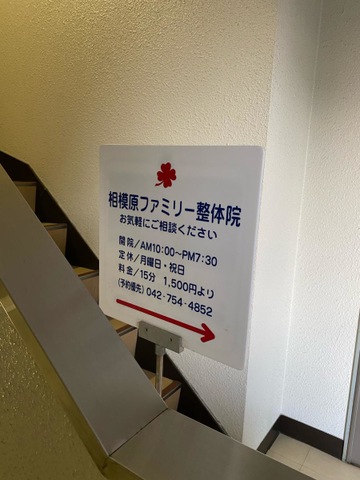 相模原ファミリー整体院
お気軽にご相談ください
開院/AM10:00〜PM7:30
定休/月曜日・祝日
料金/15分 1,500円より
(予約優先) 042-754-4852